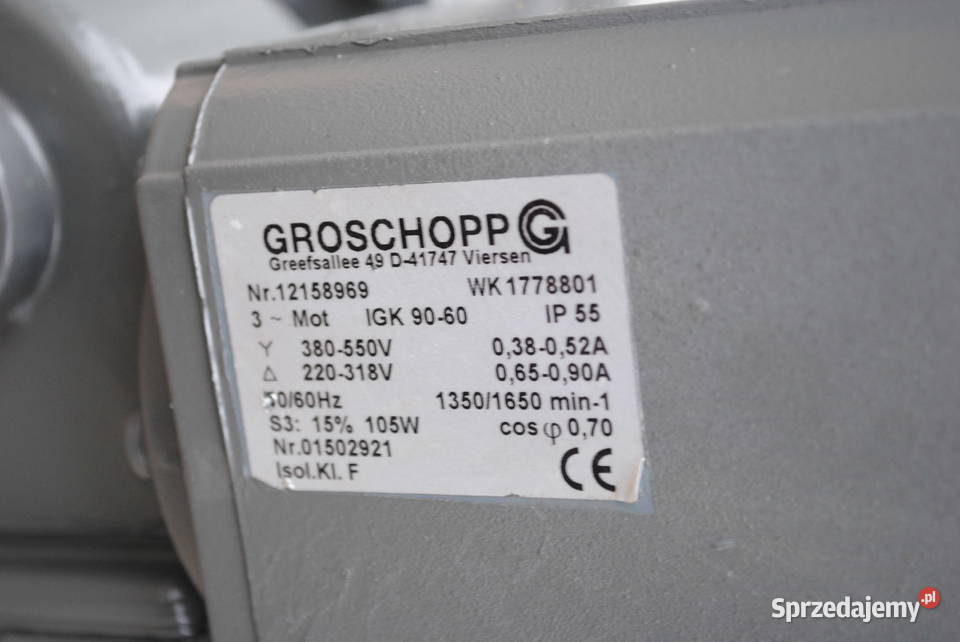 GROSCHOPP G
Greefsallee 49 D-41747 Viersen
Nr.12158969 WK1778801
3 ~ Mot IGK 90-60 IP 55
Y 380-550V 0,38-0,52A
Δ 220-318V 0,65-0,90A
50/60Hz 1350/1650 min-1
S3: 15% 105W cos φ 0,70
Nr.01502921
Isol.Kl. F CE
Sprzedajemy.pl